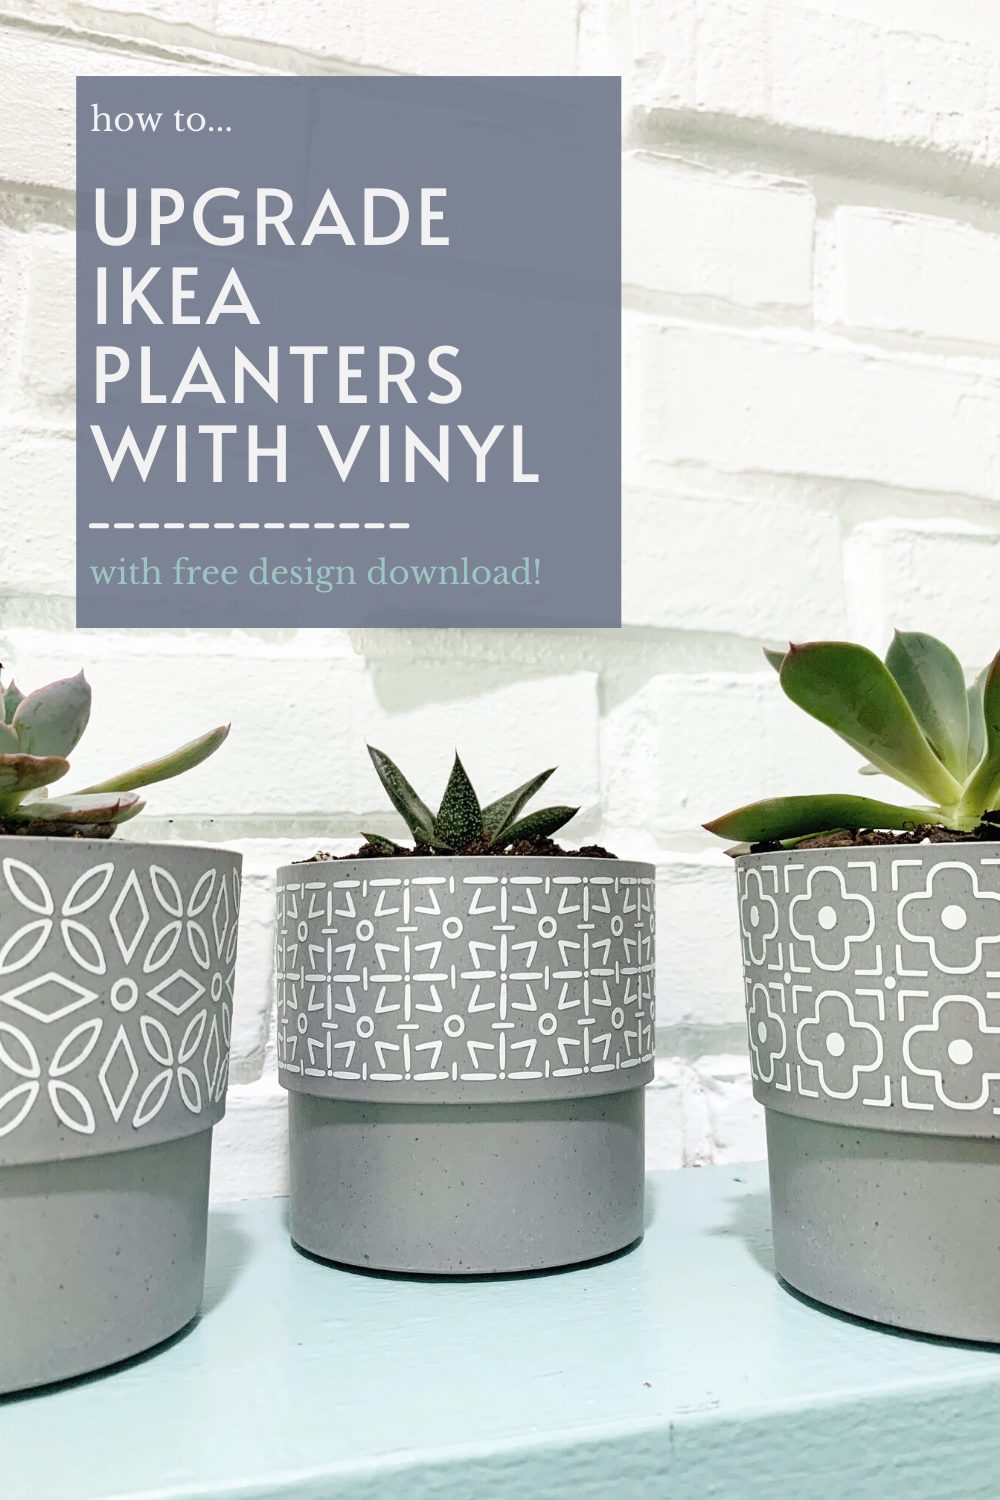 how to...
UPGRADE
IKEA
PLANTERS
WITH VINYL
with free design download!